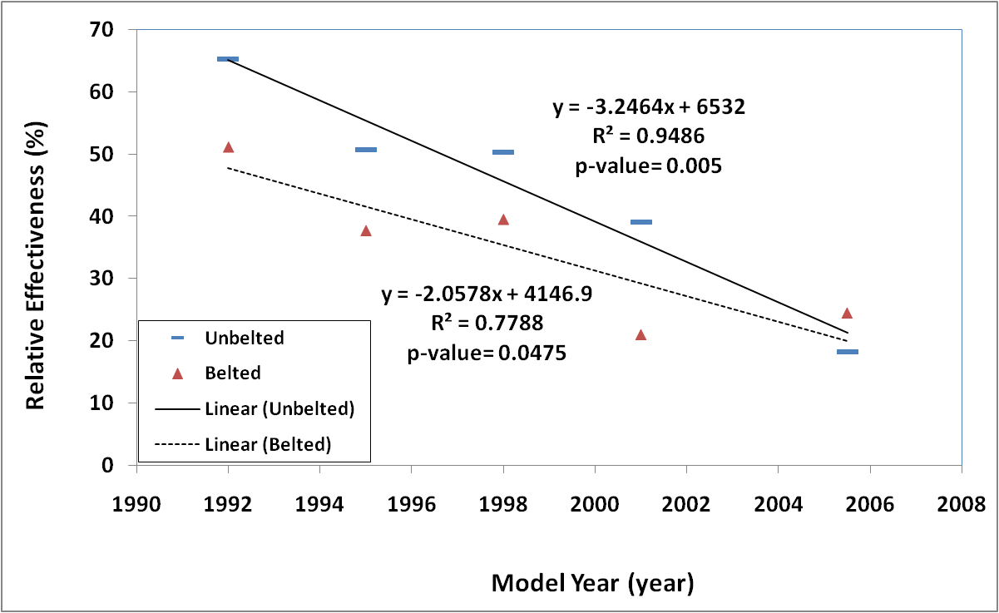 Relative Effectiveness (%)
70
60
50
40
30
20
10
0
y = -3.2464x + 6532
R² = 0.9486
p-value= 0.005
y = -2.0578x + 4146.9
R² = 0.7788
p-value= 0.0475
Unbelted
Belted
Linear (Unbelted)
Linear (Belted)
1990 1992 1994 1996 1998 2000 2002 2004 2006 2008
Model Year (year)